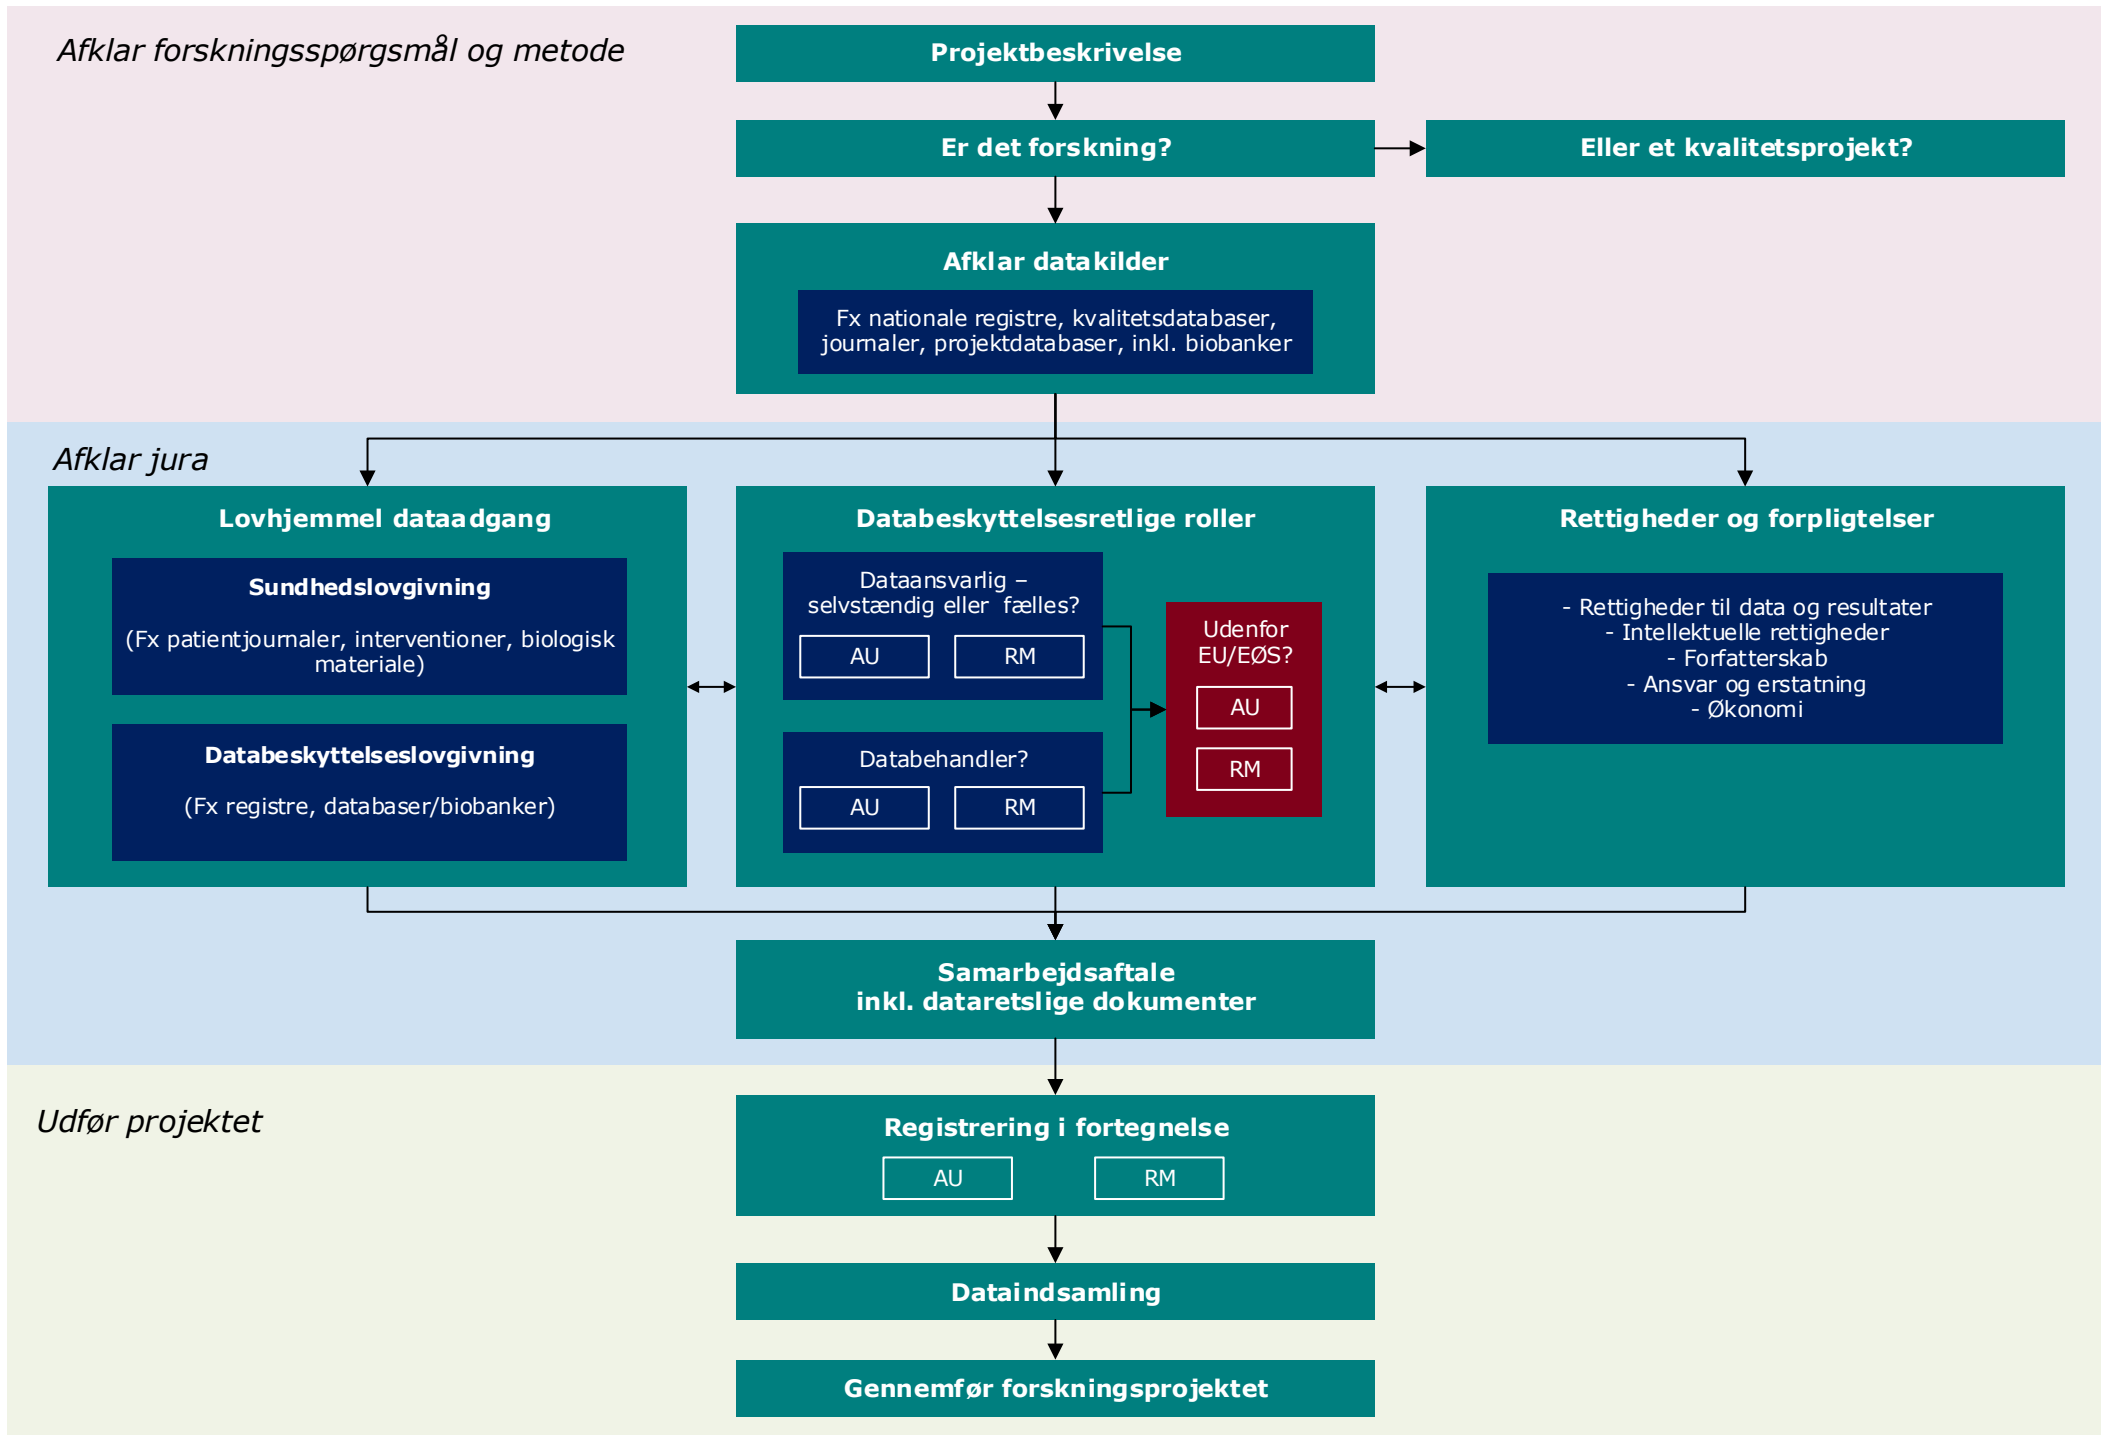 Afklar forskningsspørgsmål og metode
Projektbeskrivelse
Er det forskning?
Eller et kvalitetsprojekt?
Afklar datakilder
Fx nationale registre, kvalitetsdatabaser,
journaler, projektdatabaser, inkl. biobanker
Afklar jura
Lovhjemmel dataadgang
Sundhedslovgivning
(Fx patientjournaler, interventioner, biologisk
materiale)
Databeskyttelseslovgivning
(Fx registre, databaser/biobanker)
Databeskyttelsesretlige roller
Dataansvarlig –
selvstændig eller fælles?
AU
RM
Databehandler?
AU
RM
Udenfor
EU/EØS?
AU
RM
Rettigheder og forpligtelser
- Rettigheder til data og resultater
- Intellektuelle rettigheder
- Forfatterskab
- Ansvar og erstatning
- Økonomi
Samarbejdsaftale
inkl. dataretslige dokumenter
Udfør projektet
Registrering i fortegnelse
AU
RM
Dataindsamling
Gennemfør forskningsprojektet